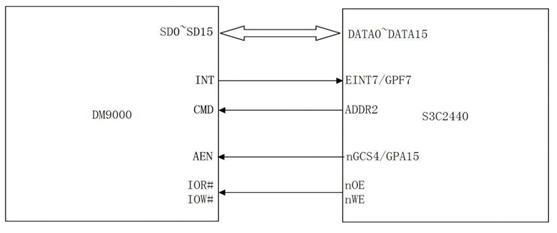 SD0~SD15 DATA0~DATA15
INT EINT7/GPF7
CMD ADDR2
DM9000 S3C2440
AEN nGCS4/GPA15
IOR# nOE
IOW# nWE